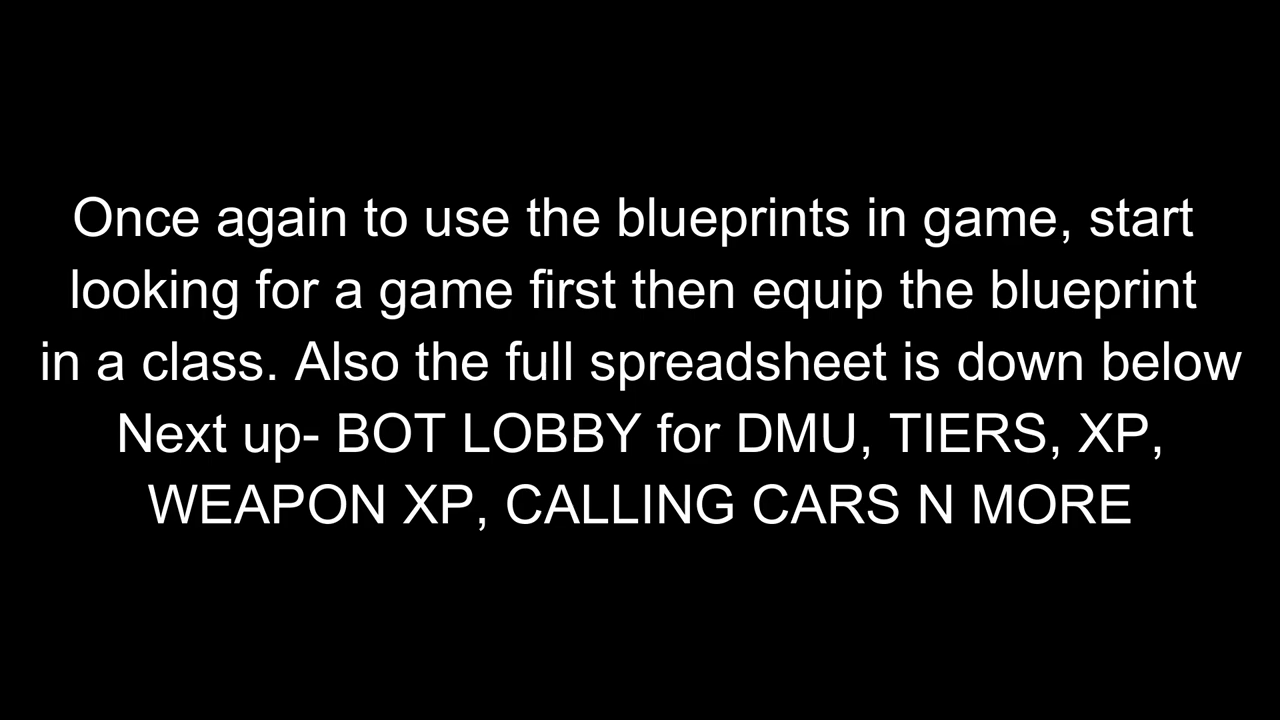 Once again to use the blueprints in game, start
looking for a game first then equip the blueprint
in a class. Also the full spreadsheet is down below
Next up- BOT LOBBY for DMU, TIERS, XP,
WEAPON XP, CALLING CARS N MORE